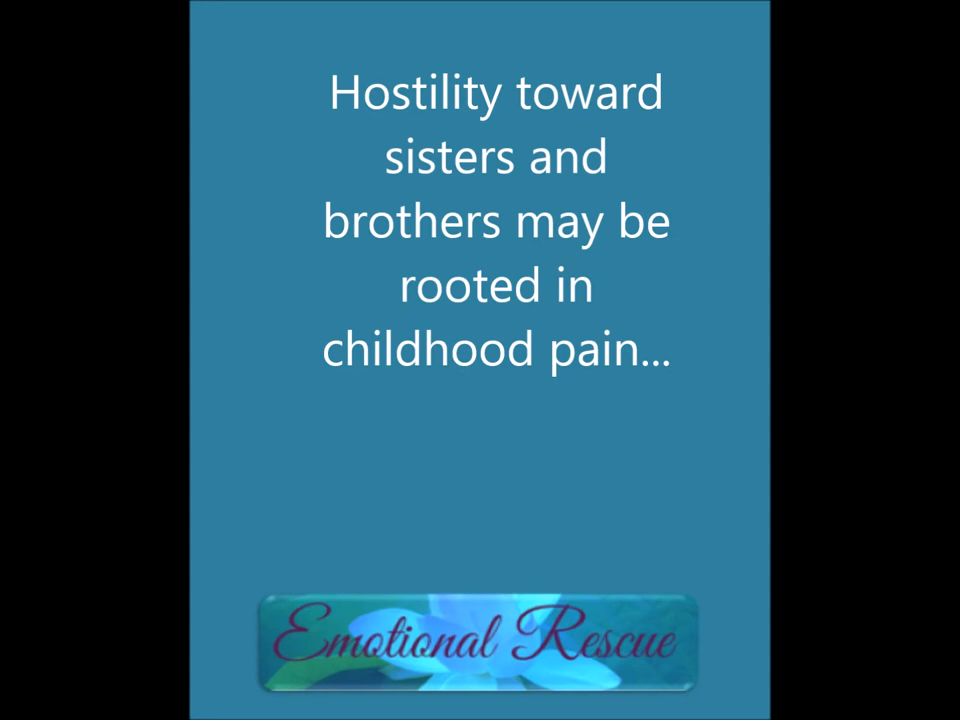 Hostility toward
sisters and
brothers may be
rooted in
childhood pain...
Emotional Rescue